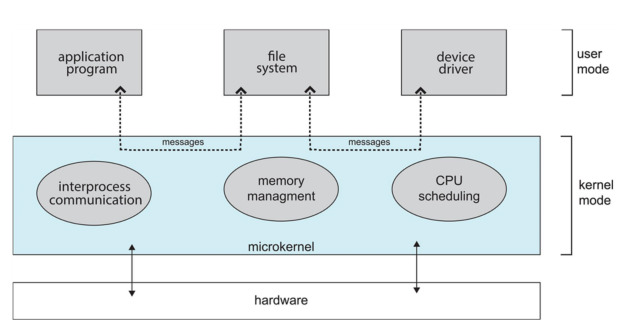 application
program
file
system
device
driver
user
mode
messages
messages
interprocess
communication
memory
managment
CPU
scheduling
kernel
mode
microkernel
hardware